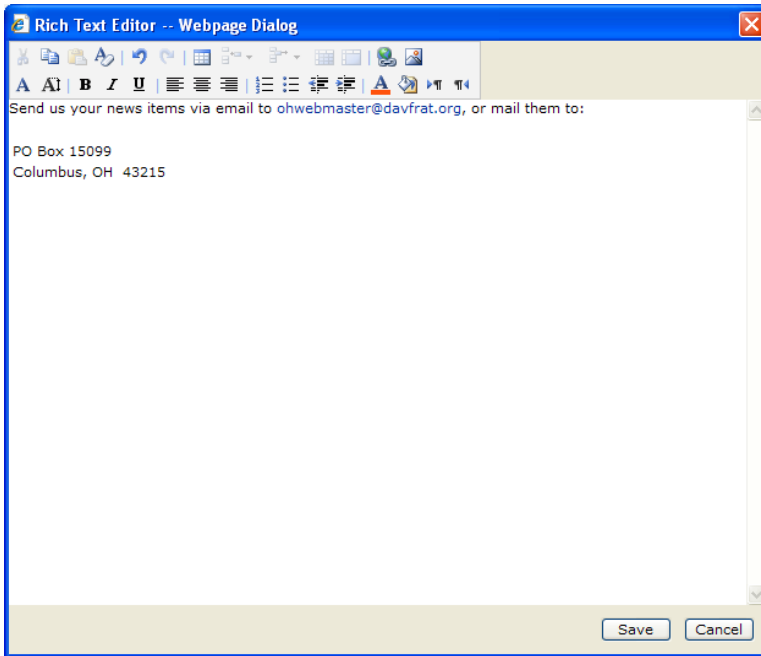 Rich Text Editor -- Webpage Dialog
Send us your news items via email to ohwebmaster@davfrat.org, or mail them to:
PO Box 15099
Columbus, OH  43215
Save Cancel